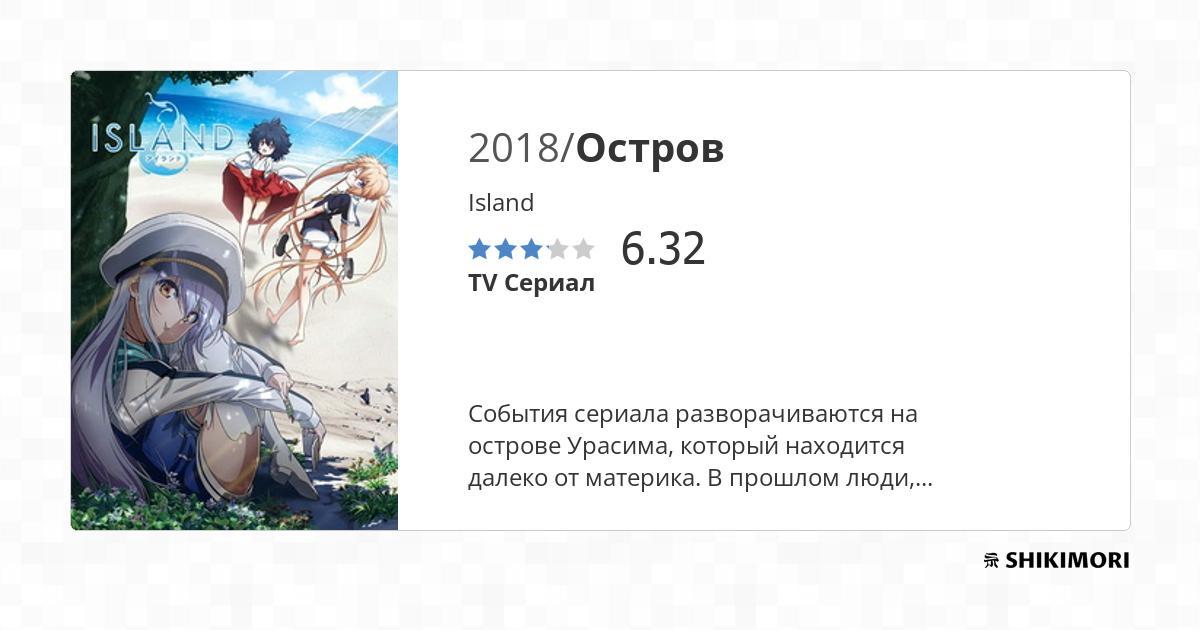 ISLAND
アイランド
2018/Остров
Island
6.32
TV Сериал
События сериала разворачиваются на
острове Урасима, который находится
далеко от материка. В прошлом люди,...
SHIKIMORI